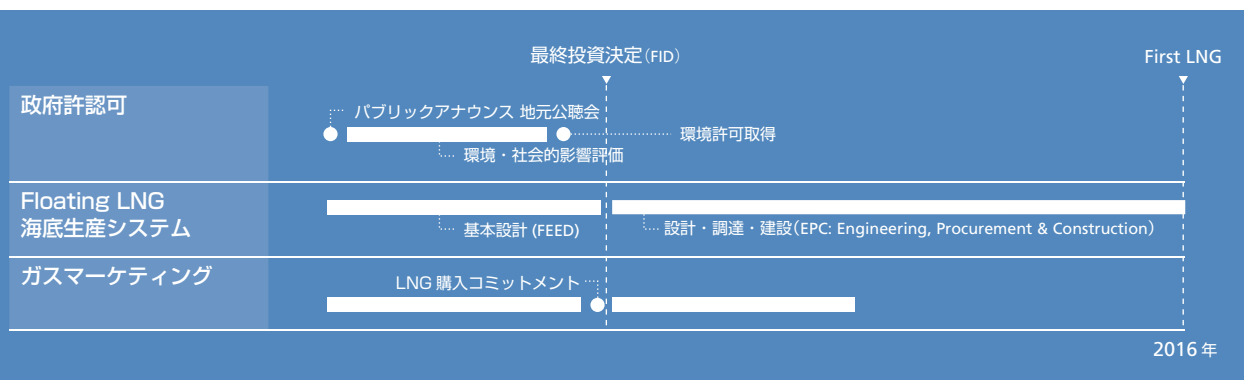 最終投資決定(FID)
First LNG
政府許認可
パブリックアナウンス 地元公聴会
環境許可取得
環境・社会的影響評価
Floating LNG
海底生産システム
基本設計 (FEED)
設計・調達・建設(EPC: Engineering, Procurement & Construction)
ガスマーケティング
LNG 購入コミットメント
2016 年